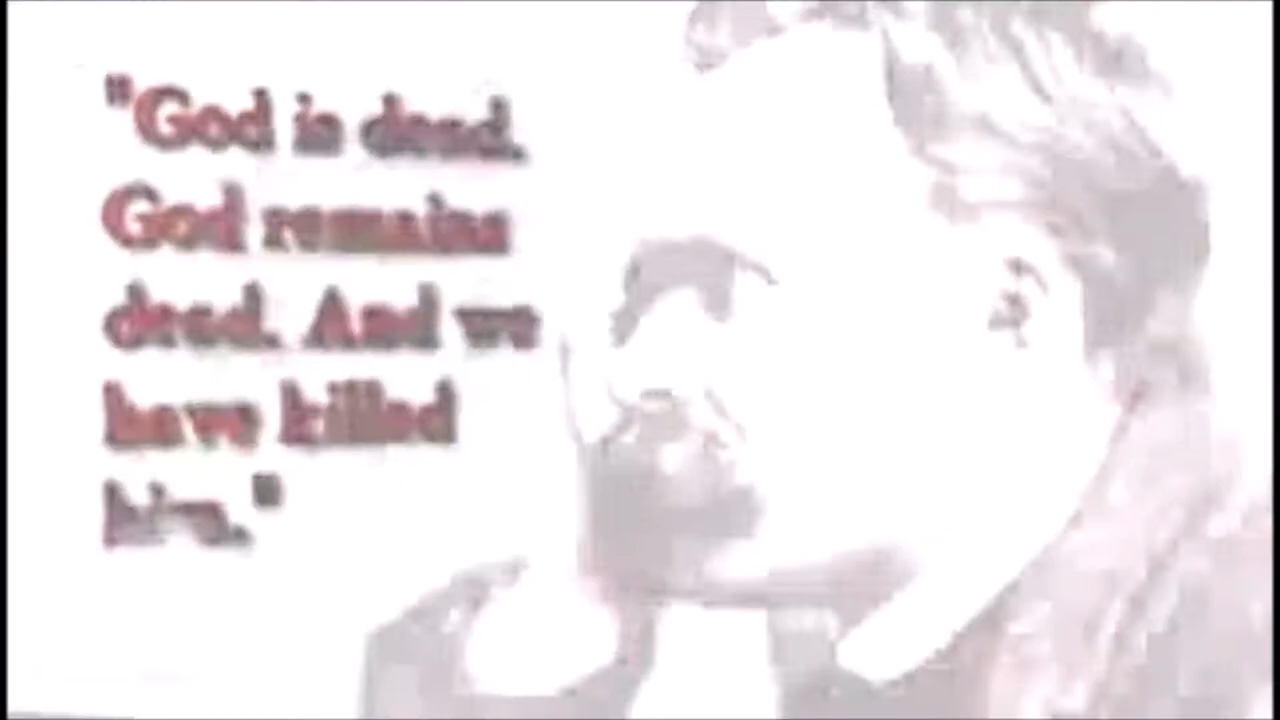 "God is dead.
God remains
dead. And we
have killed
him."